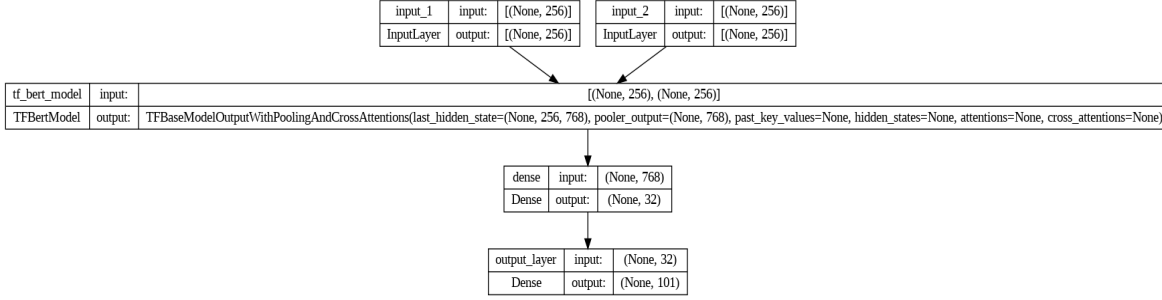 input_1 input: [(None, 256)]
InputLayer output: [(None, 256)]
input_2 input: [(None, 256)]
InputLayer output: [(None, 256)]
tf_bert_model input: [(None, 256), (None, 256)]
TFBertModel output: TFBaseModelOutputWithPoolingAndCrossAttentions(last_hidden_state=(None, 256, 768), pooler_output=(None, 768), past_key_values=None, hidden_states=None, attentions=None, cross_attentions=None)
dense input: (None, 768)
Dense output: (None, 32)
output_layer input: (None, 32)
Dense output: (None, 101)